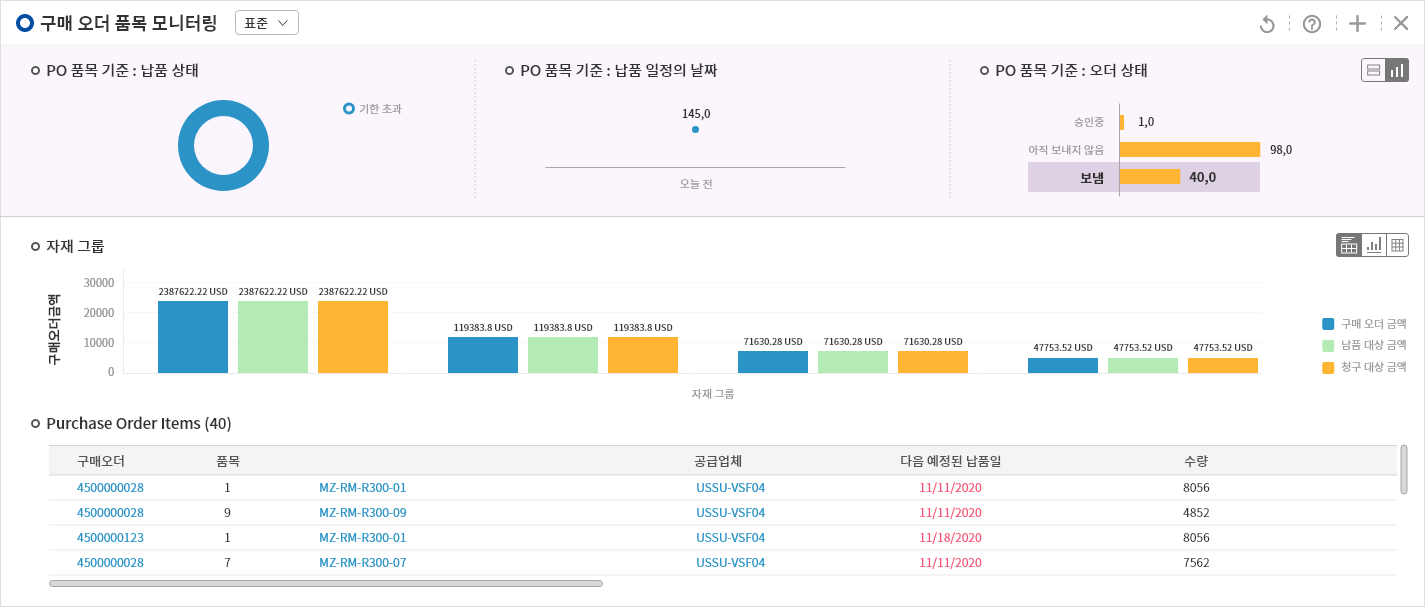 구매 오더 품목 모니터링
표준
PO 품목 기준 : 납품 상태
기한 초과
PO 품목 기준 : 납품 일정의 날짜
145,0
오늘 전
PO 품목 기준 : 오더 상태
승인중 1,0
아직 보내지 않음 98,0
보냄 40,0
자재 그룹
구매오더금액
30000
20000
10000
0
2387622.22 USD 2387622.22 USD 2387622.22 USD
119383.8 USD 119383.8 USD 119383.8 USD
71630.28 USD 71630.28 USD 71630.28 USD
47753.52 USD 47753.52 USD 47753.52 USD
자재 그룹
구매 오더 금액
납품 대상 금액
청구 대상 금액
Purchase Order Items (40)
구매오더 품목 공급업체 다음 예정된 납품일 수량
4500000028 1 MZ-RM-R300-01 USSU-VSF04 11/11/2020 8056
4500000028 9 MZ-RM-R300-09 USSU-VSF04 11/11/2020 4852
4500000123 1 MZ-RM-R300-01 USSU-VSF04 11/18/2020 8056
4500000028 7 MZ-RM-R300-07 USSU-VSF04 11/11/2020 7562